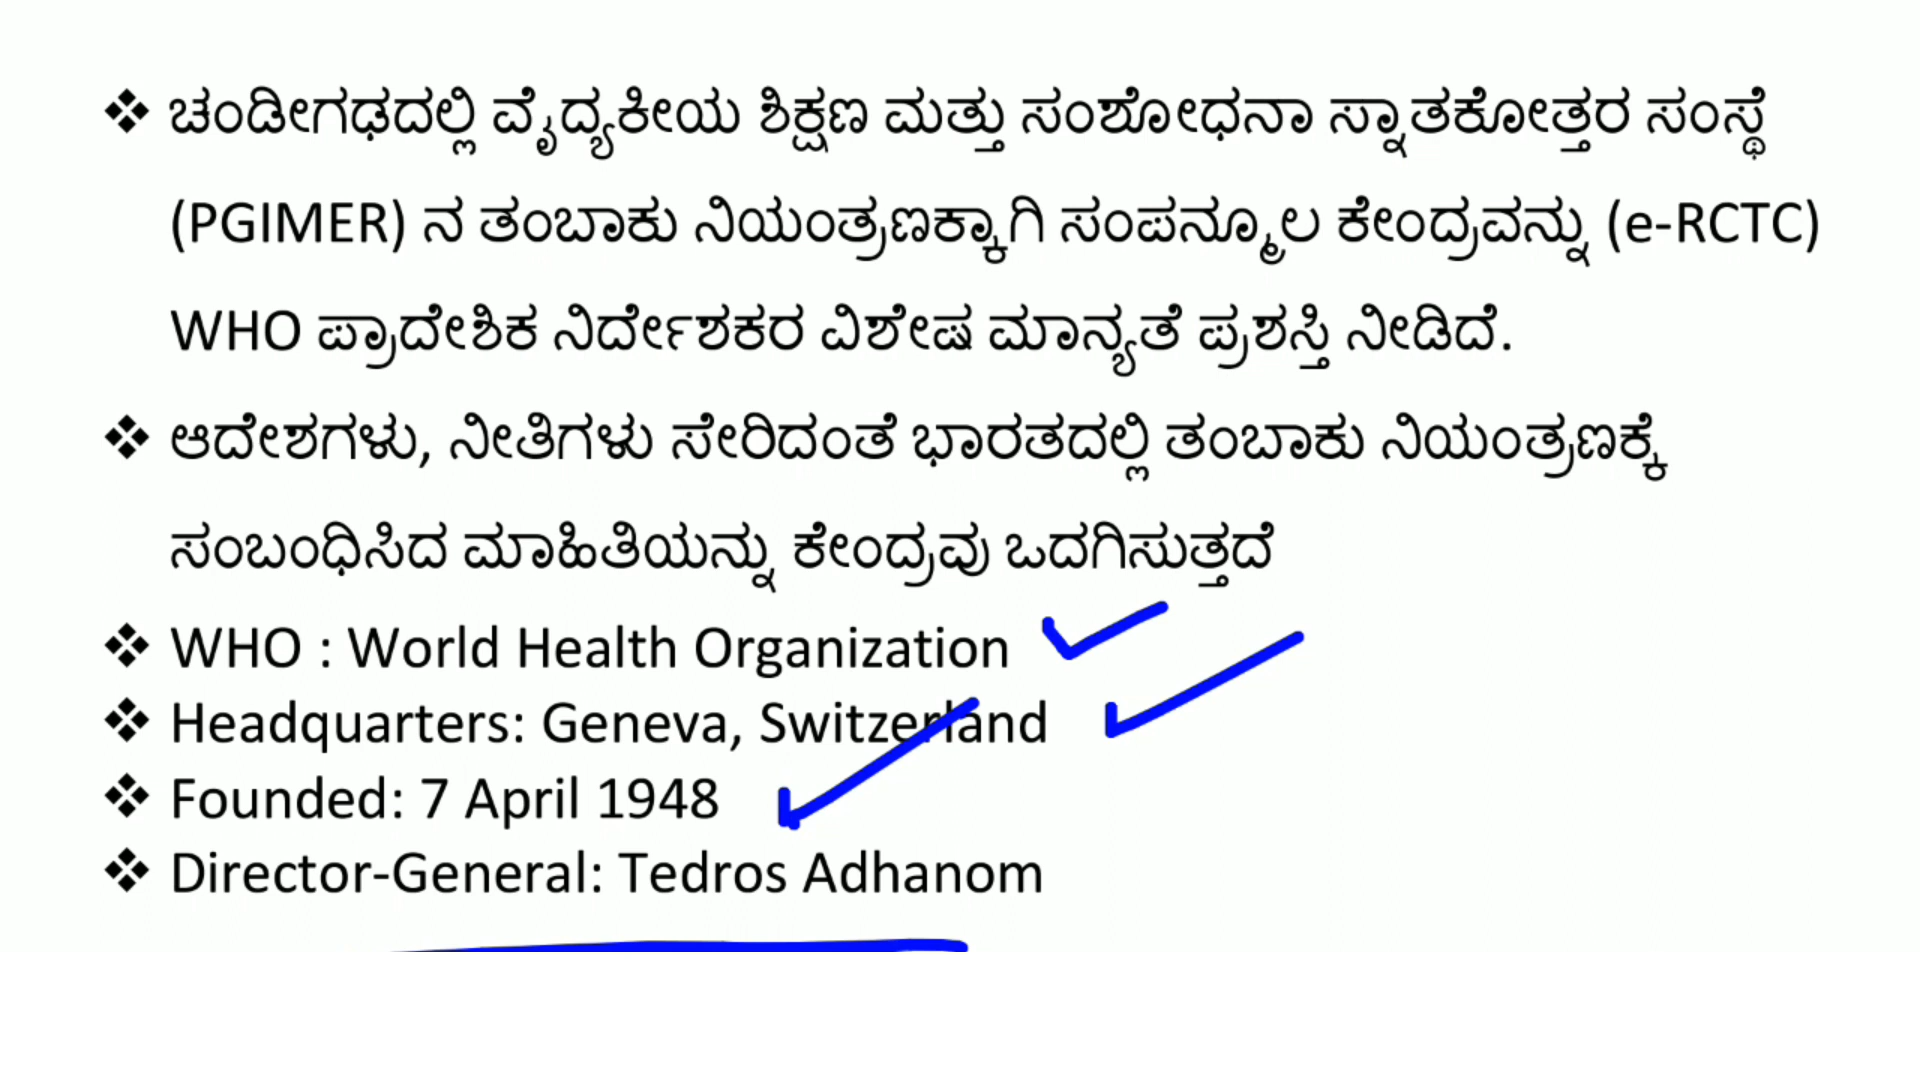 ❖ ಚಂಡೀಗಢದಲ್ಲಿ ವೈದ್ಯಕೀಯ ಶಿಕ್ಷಣ ಮತ್ತು ಸಂಶೋಧನಾ ಸ್ನಾತಕೋತ್ತರ ಸಂಸ್ಥೆ
(PGIMER) ನ ತಂಬಾಕು ನಿಯಂತ್ರಣಕ್ಕಾಗಿ ಸಂಪನ್ಮೂಲ ಕೇಂದ್ರವನ್ನು (e-RCTC)
WHO ಪ್ರಾದೇಶಿಕ ನಿರ್ದೇಶಕರ ವಿಶೇಷ ಮಾನ್ಯತೆ ಪ್ರಶಸ್ತಿ ನೀಡಿದೆ.
❖ ಆದೇಶಗಳು, ನೀತಿಗಳು ಸೇರಿದಂತೆ ಭಾರತದಲ್ಲಿ ತಂಬಾಕು ನಿಯಂತ್ರಣಕ್ಕೆ
ಸಂಬಂಧಿಸಿದ ಮಾಹಿತಿಯನ್ನು ಕೇಂದ್ರವು ಒದಗಿಸುತ್ತದೆ
❖ WHO : World Health Organization
❖ Headquarters: Geneva, Switzerland
❖ Founded: 7 April 1948
❖ Director-General: Tedros Adhanom